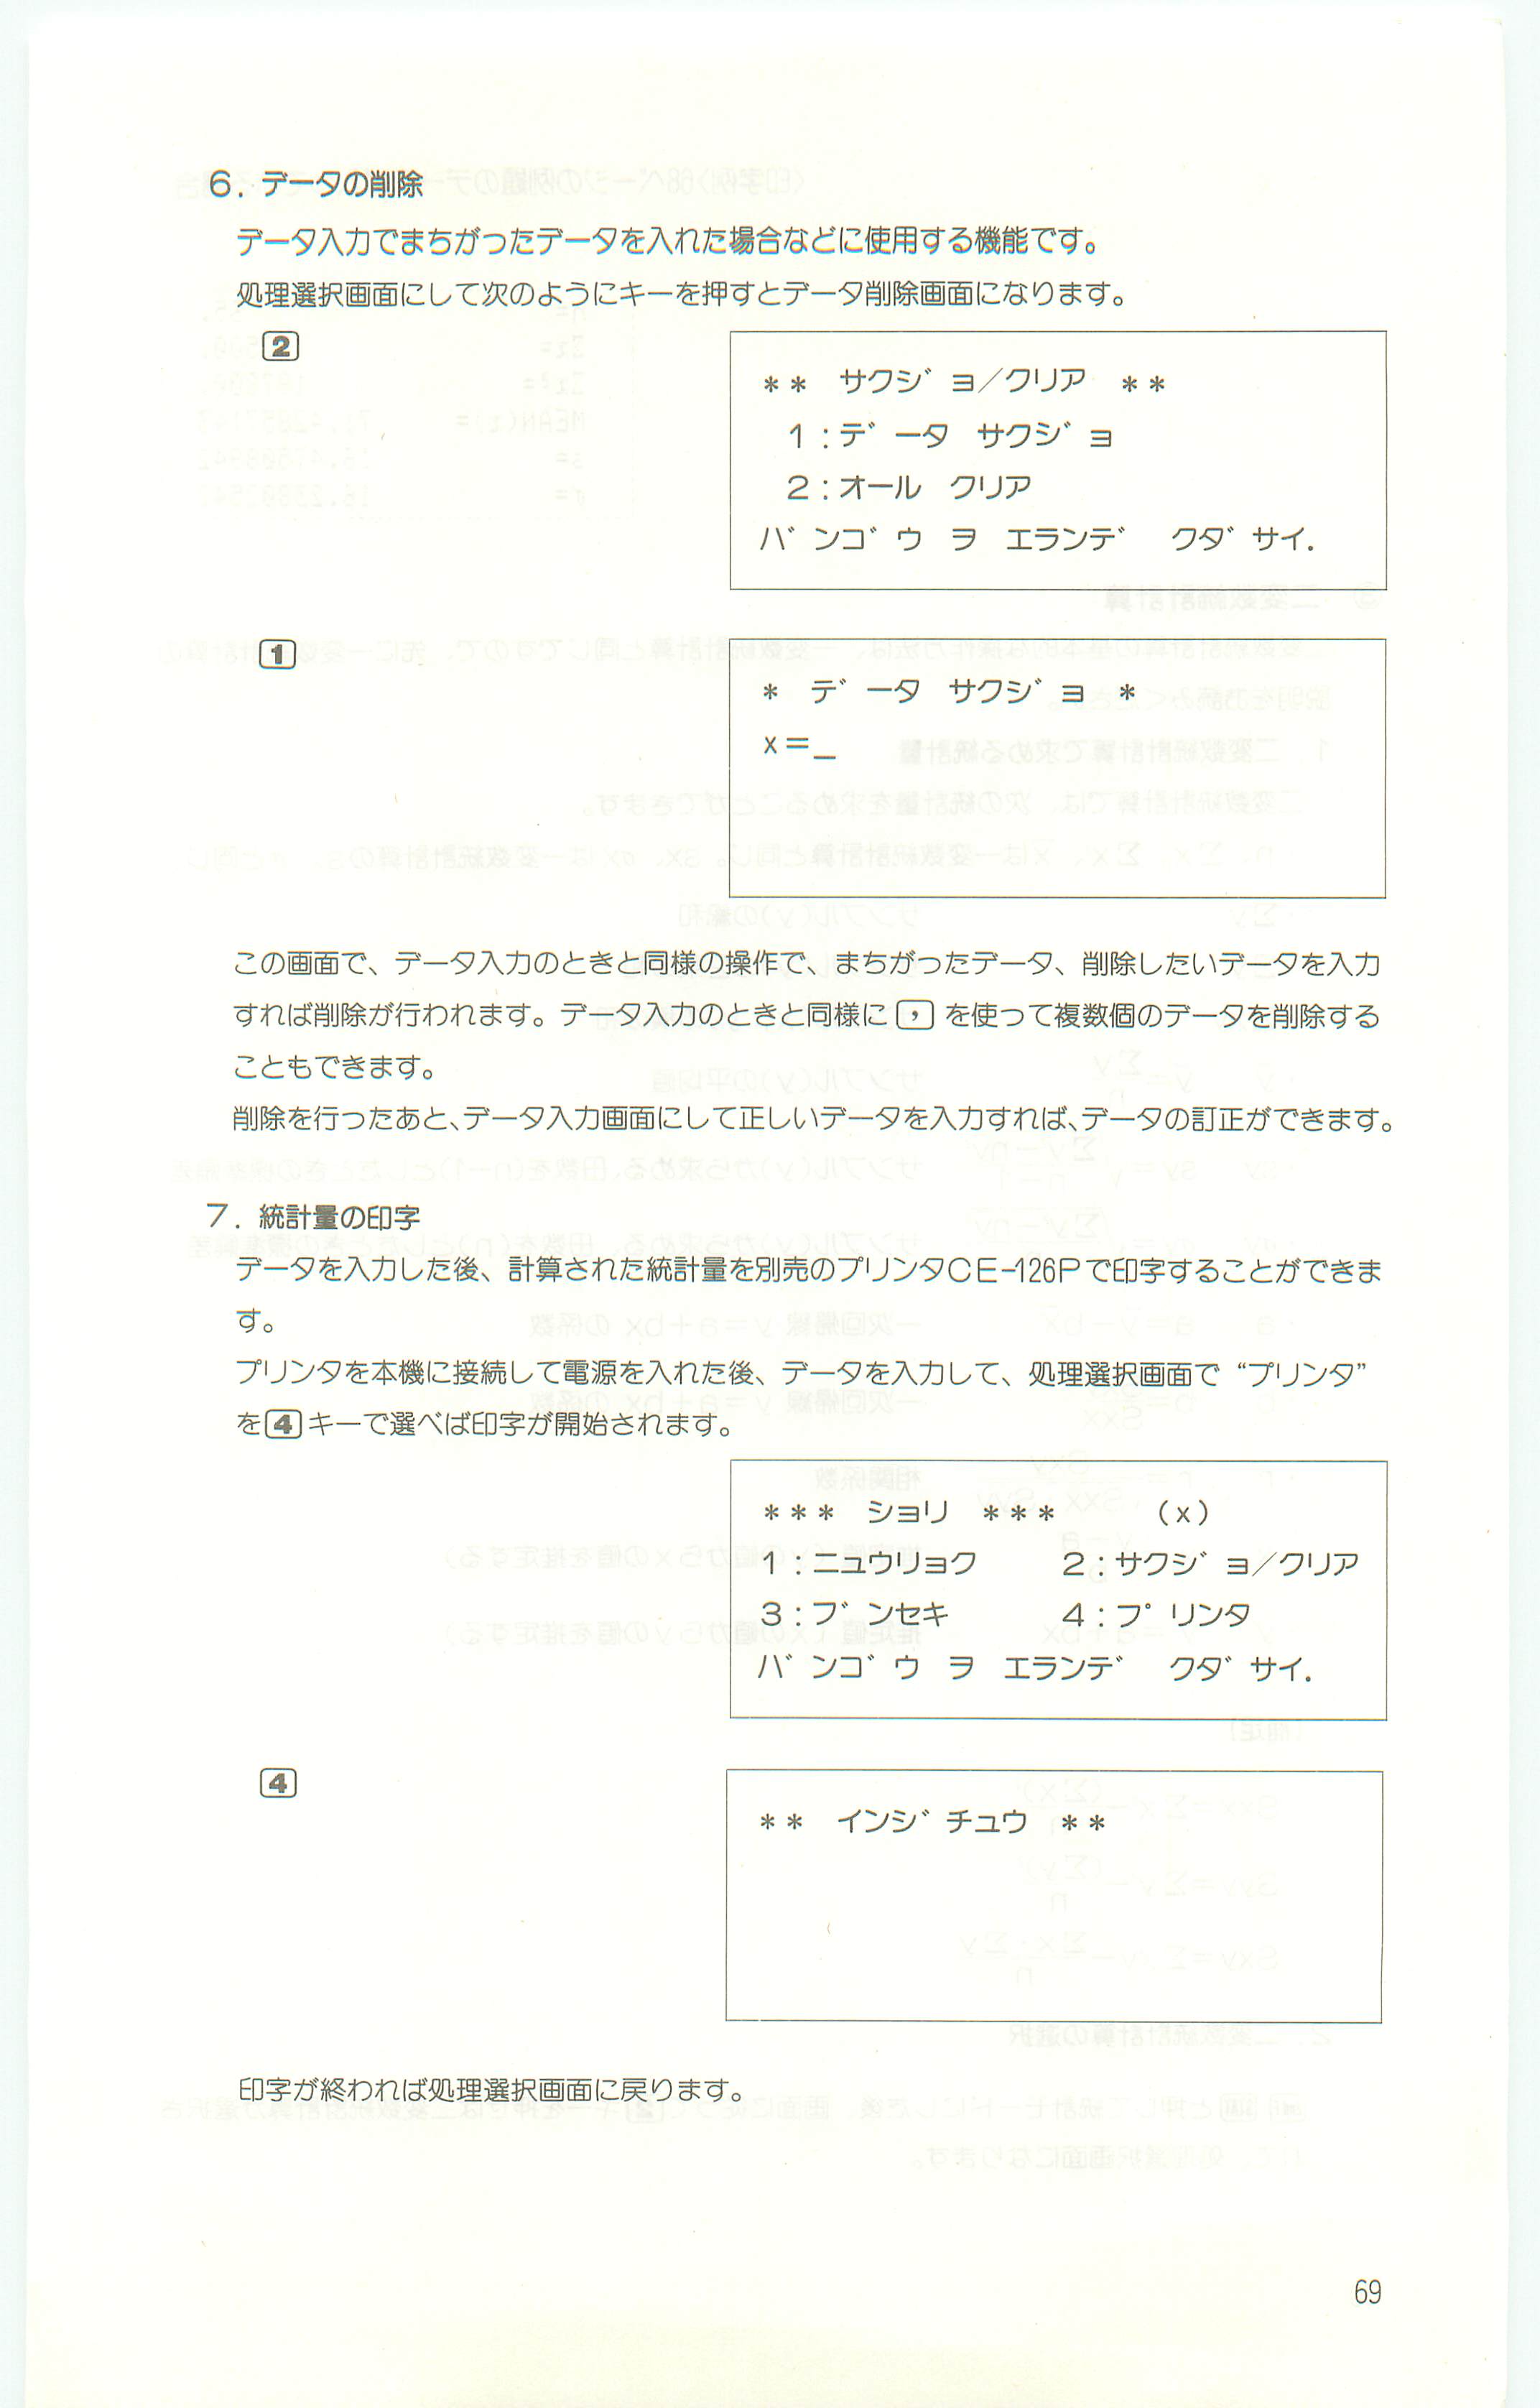 6. データの削除
データ入力でまちがったデータを入れた場合などに使用する機能です。
処理選択画面にして次のようにキーを押すとデータ削除画面になります。
2
** サクシ゛ョ／クリア **
1:デ゛ータ サクシ゛ョ
2:オール クリア
ハ゛ンコ゛ウ ヲ エランテ゛ クタ゛サイ.
1
* テ゛ータ サクシ゛ョ *
x=_
この画面で、データ入力のときと同様の操作で、まちがったデータ、削除したいデータを入力
すれば削除が行われます。データ入力のときと同様に , を使って複数個のデータを削除する
こともできます。
削除を行ったあと、データ入力画面にして正しいデータを入力すれば、データの訂正ができます。
7. 統計量の印字
データを入力した後、計算された統計量を別売のプリンタCE-126Pで印字することができま
す。
プリンタを本機に接続して電源を入れた後、データを入力して、処理選択画面で“プリンタ”
を4キーで選べば印字が開始されます。
*** ショリ *** (x)
1:ニュウリョク 2:サクシ゛ョ／クリア
3:フ゛ンセキ 4:フ゜リンタ
ハ゛ンコ゛ウ ヲ エランテ゛ クタ゛サイ.
4
** インシ゛チュウ **
印字が終われば処理選択画面に戻ります。
69